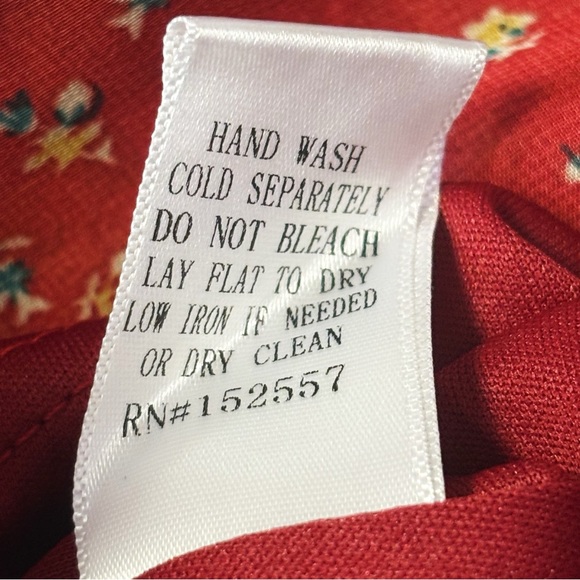 HAND WASH
COLD SEPARATELY
DO NOT BLEACH
LAY FLAT TO DRY
LOW IRON IF NEEDED
OR DRY CLEAN
RN#152557